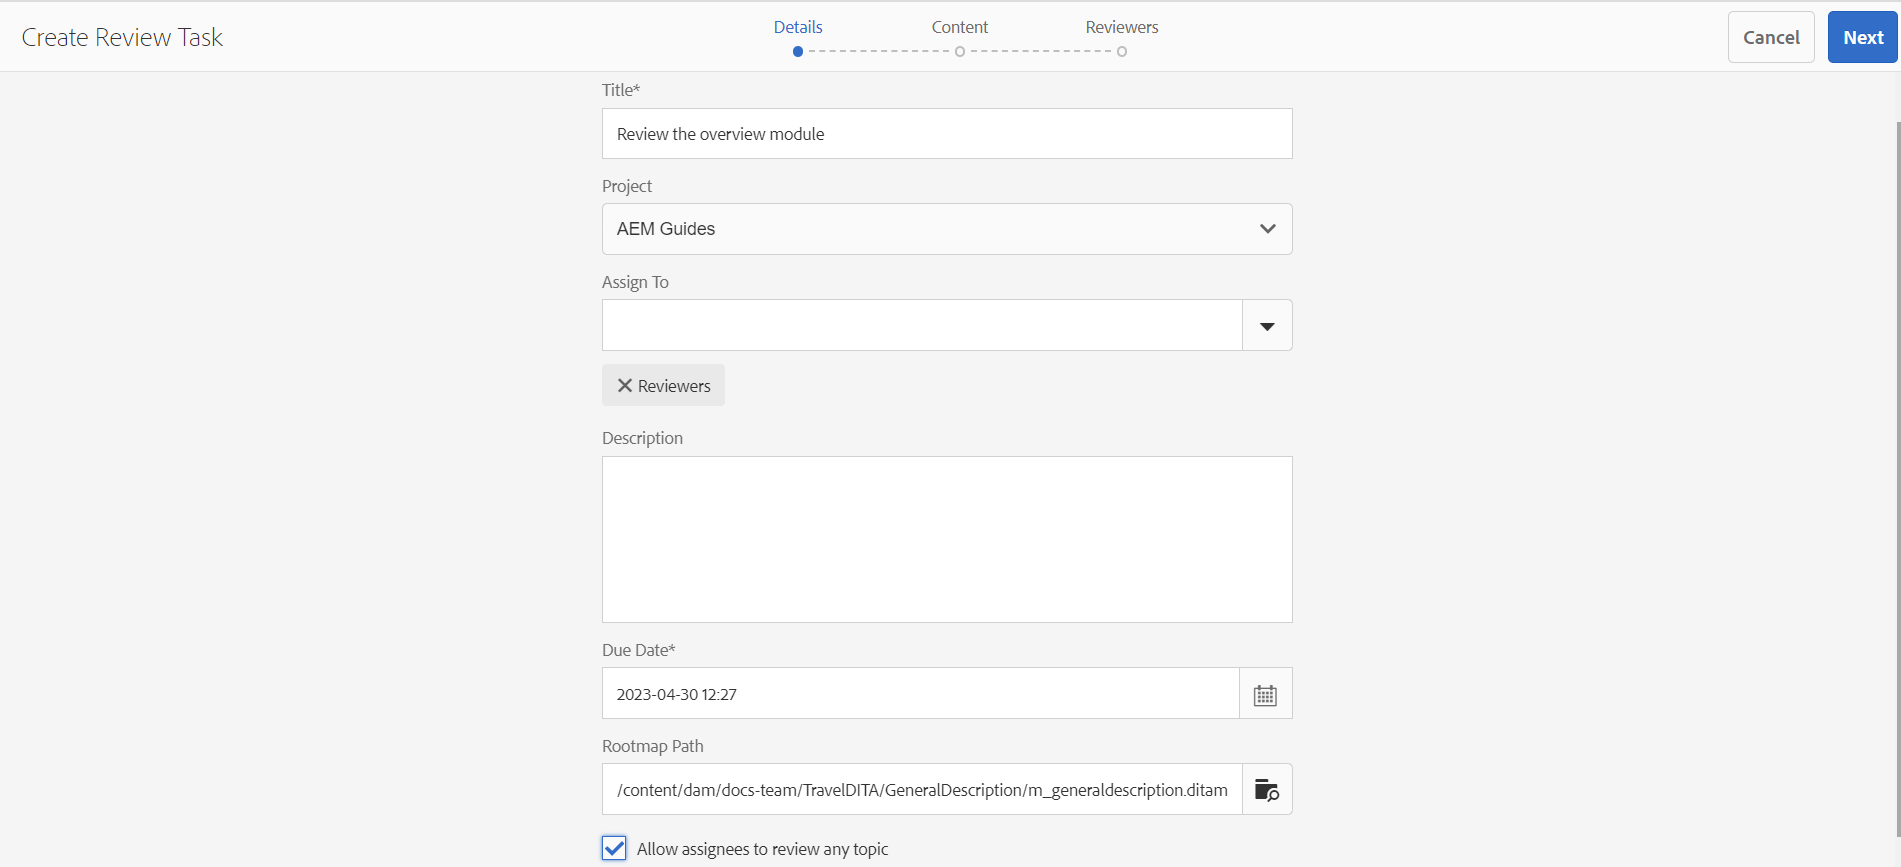 Create Review Task
Details
Content
Reviewers
Cancel
Next
Title*
Review the overview module
Project
AEM Guides
Assign To
Reviewers
Description
Due Date*
2023-04-30 12:27
Rootmap Path
/content/dam/docs-team/TravelDITA/GeneralDescription/m_generaldescription.ditam
Allow assignees to review any topic